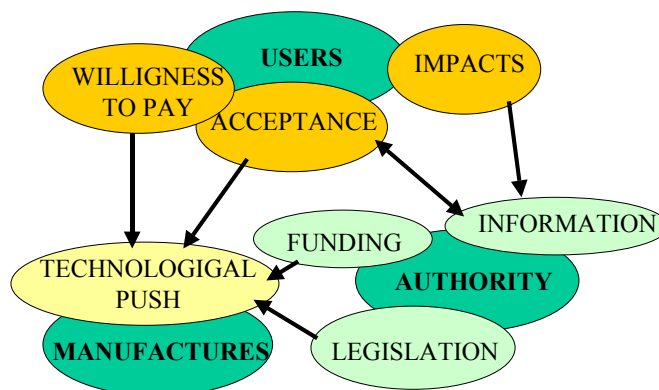 USERS
WILLIGNESS
TO PAY
IMPACTS
ACCEPTANCE
INFORMATION
FUNDING
TECHNOLOGIGAL
PUSH
AUTHORITY
MANUFACTURES
LEGISLATION